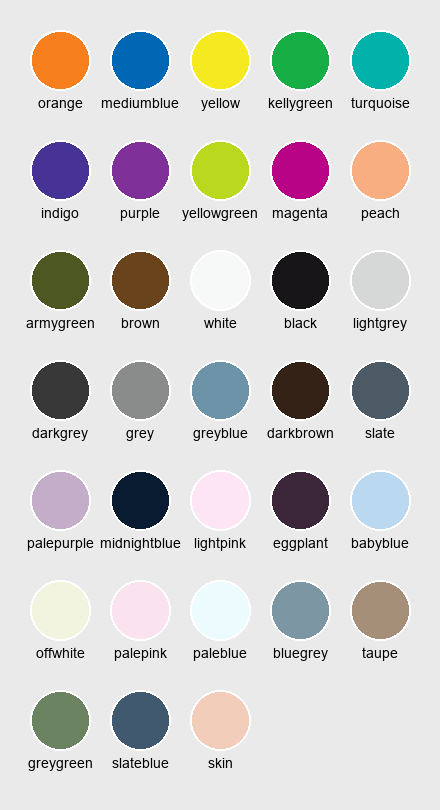 orange mediumblue yellow kellygreen turquoise
indigo purple yellowgreen magenta peach
armygreen brown white black lightgrey
darkgrey grey greyblue darkbrown slate
palepurple midnightblue lightpink eggplant babyblue
offwhite palepink paleblue bluegrey taupe
greygreen slateblue skin